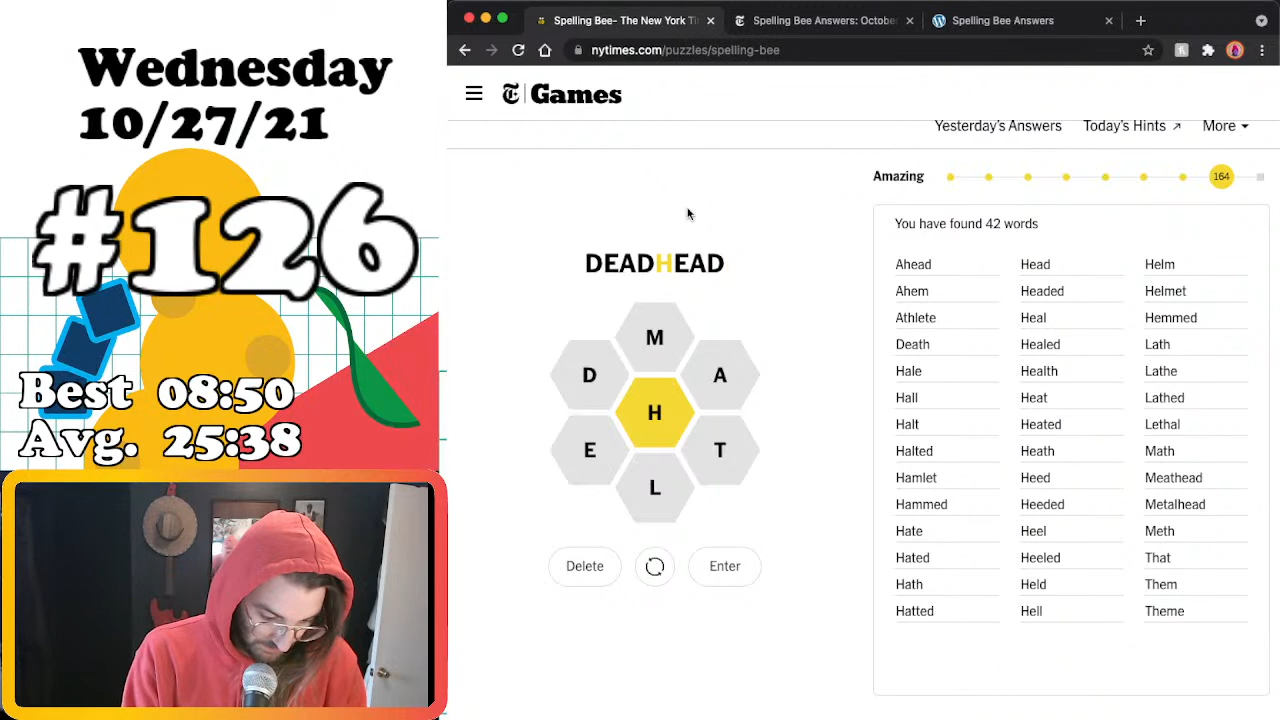 Wednesday
10/27/21
#126
Best 08:50
Avg. 25:38
Spelling Bee- The New York Ti
Spelling Bee Answers: October
Spelling Bee Answers
nytimes.com/puzzles/spelling-bee
Games
Yesterday's Answers Today's Hints More
Amazing 164
You have found 42 words
DEADHEAD
M
D A
H
E T
L
Delete Enter
Ahead Head Helm
Ahem Headed Helmet
Athlete Heal Hemmed
Death Healed Lath
Hale Health Lathe
Hall Heat Lathed
Halt Heated Lethal
Halted Heath Math
Hamlet Heed Meathead
Hammed Heeded Metalhead
Hate Heel Meth
Hated Heeled That
Hath Held Them
Hatted Hell Theme